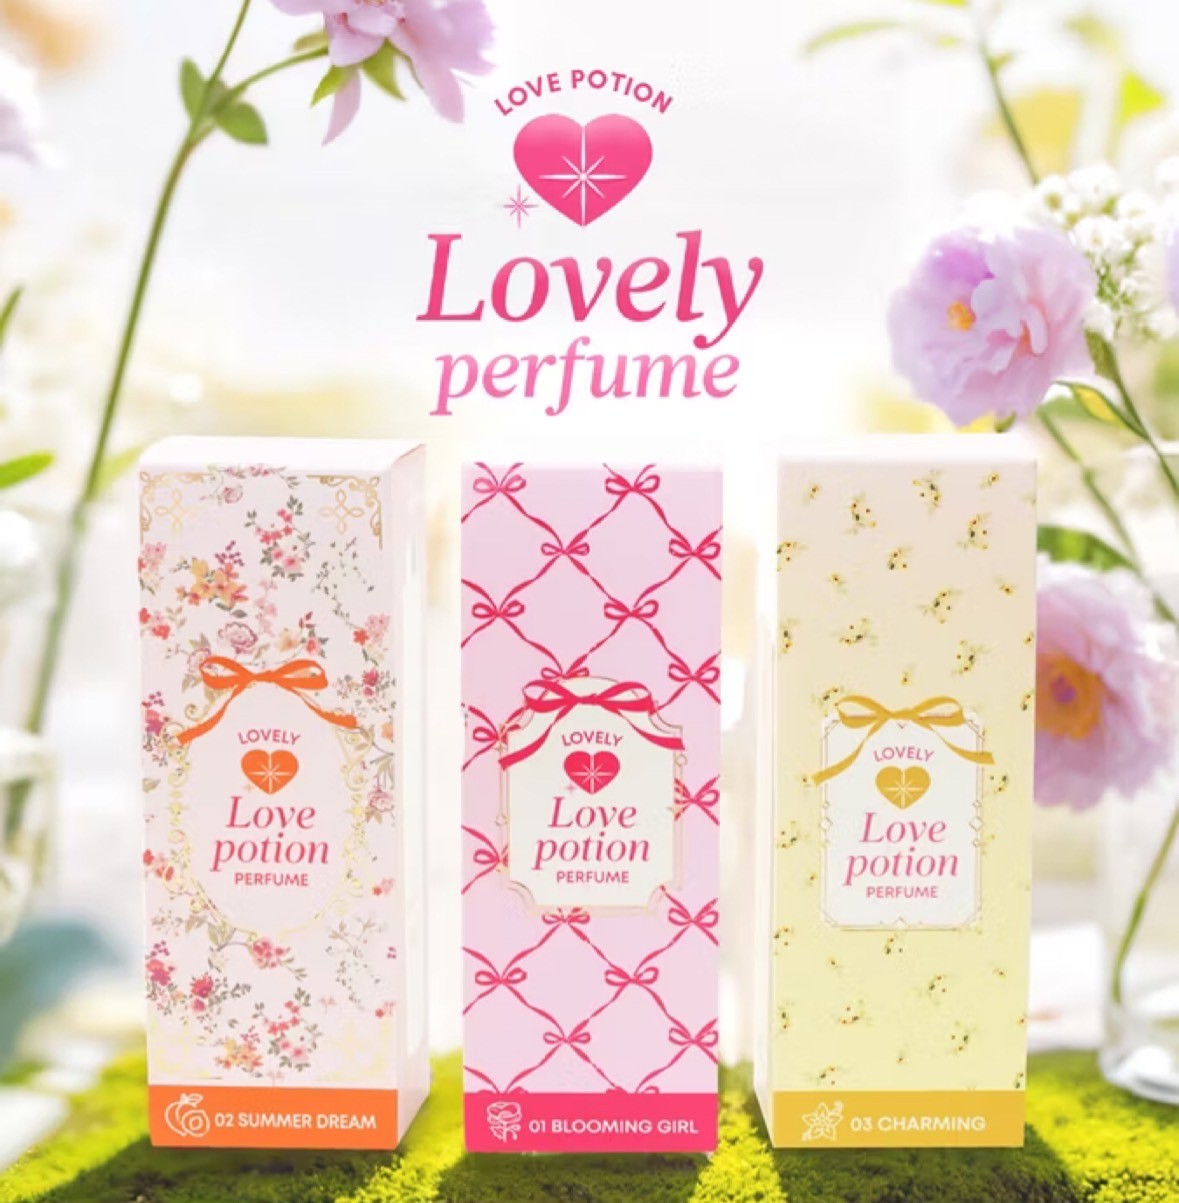 LOVE POTION
Lovely
perfume
LOVELY
Love
potion
PERFUME
02 SUMMER DREAM
LOVELY
Love
potion
PERFUME
01 BLOOMING GIRL
LOVELY
Love
potion
PERFUME
03 CHARMING